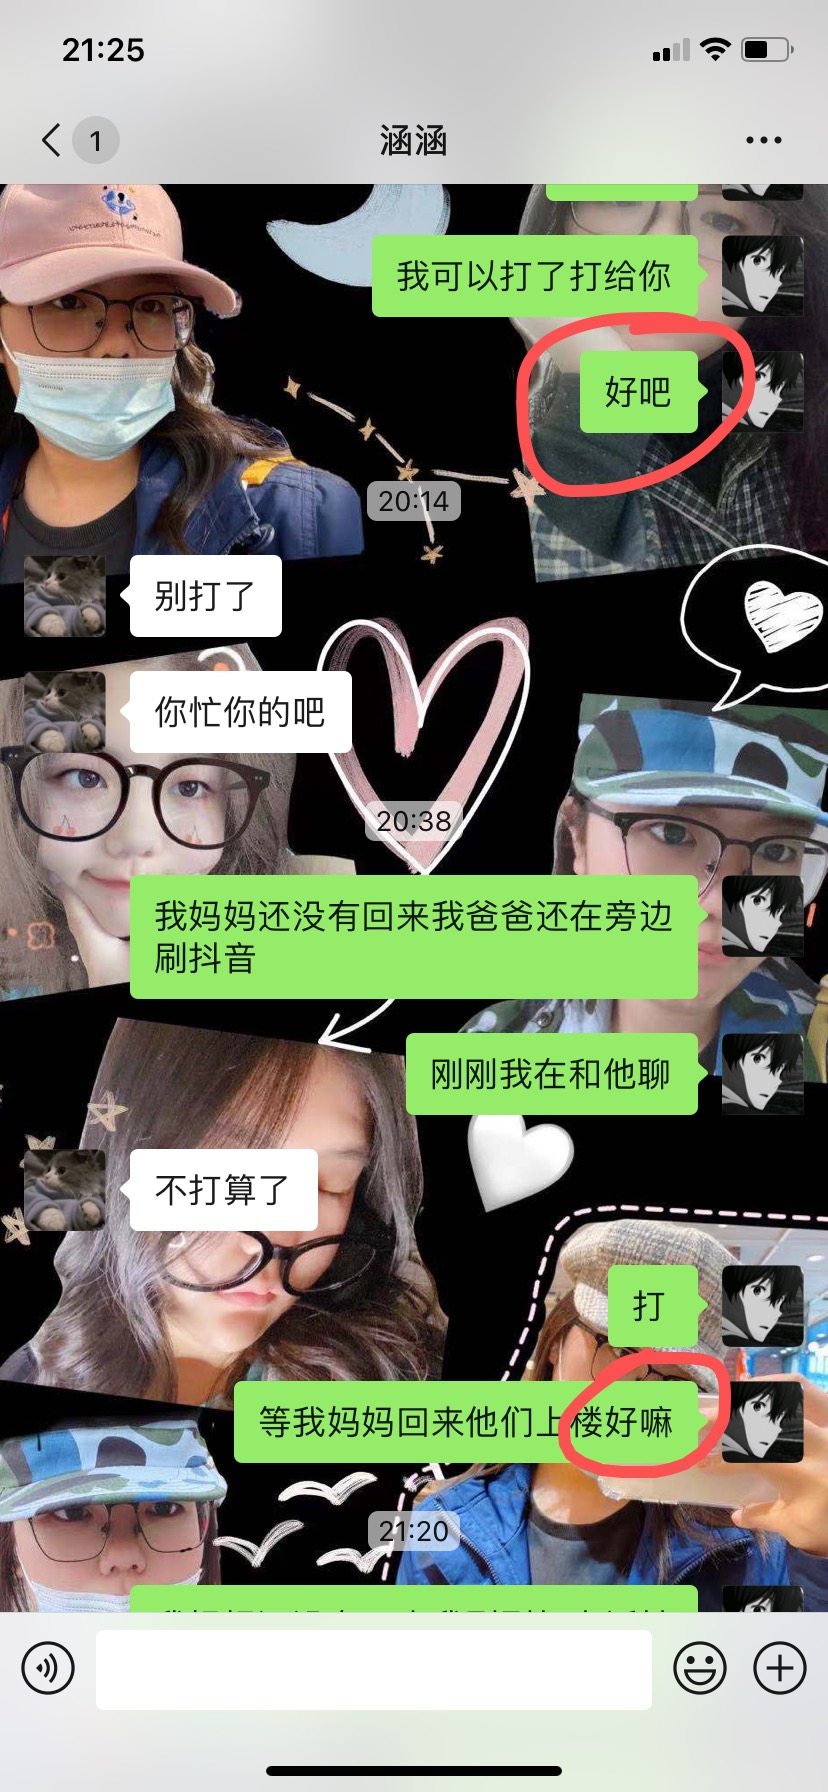 21:25
1
涵涵
我可以打了打给你
好吧
20:14
别打了
你忙你的吧
20:38
我妈妈还没有回来我爸爸还在旁边
刷抖音
刚刚我在和他聊
不打算了
打
等我妈妈回来他们上楼好嘛
21:20